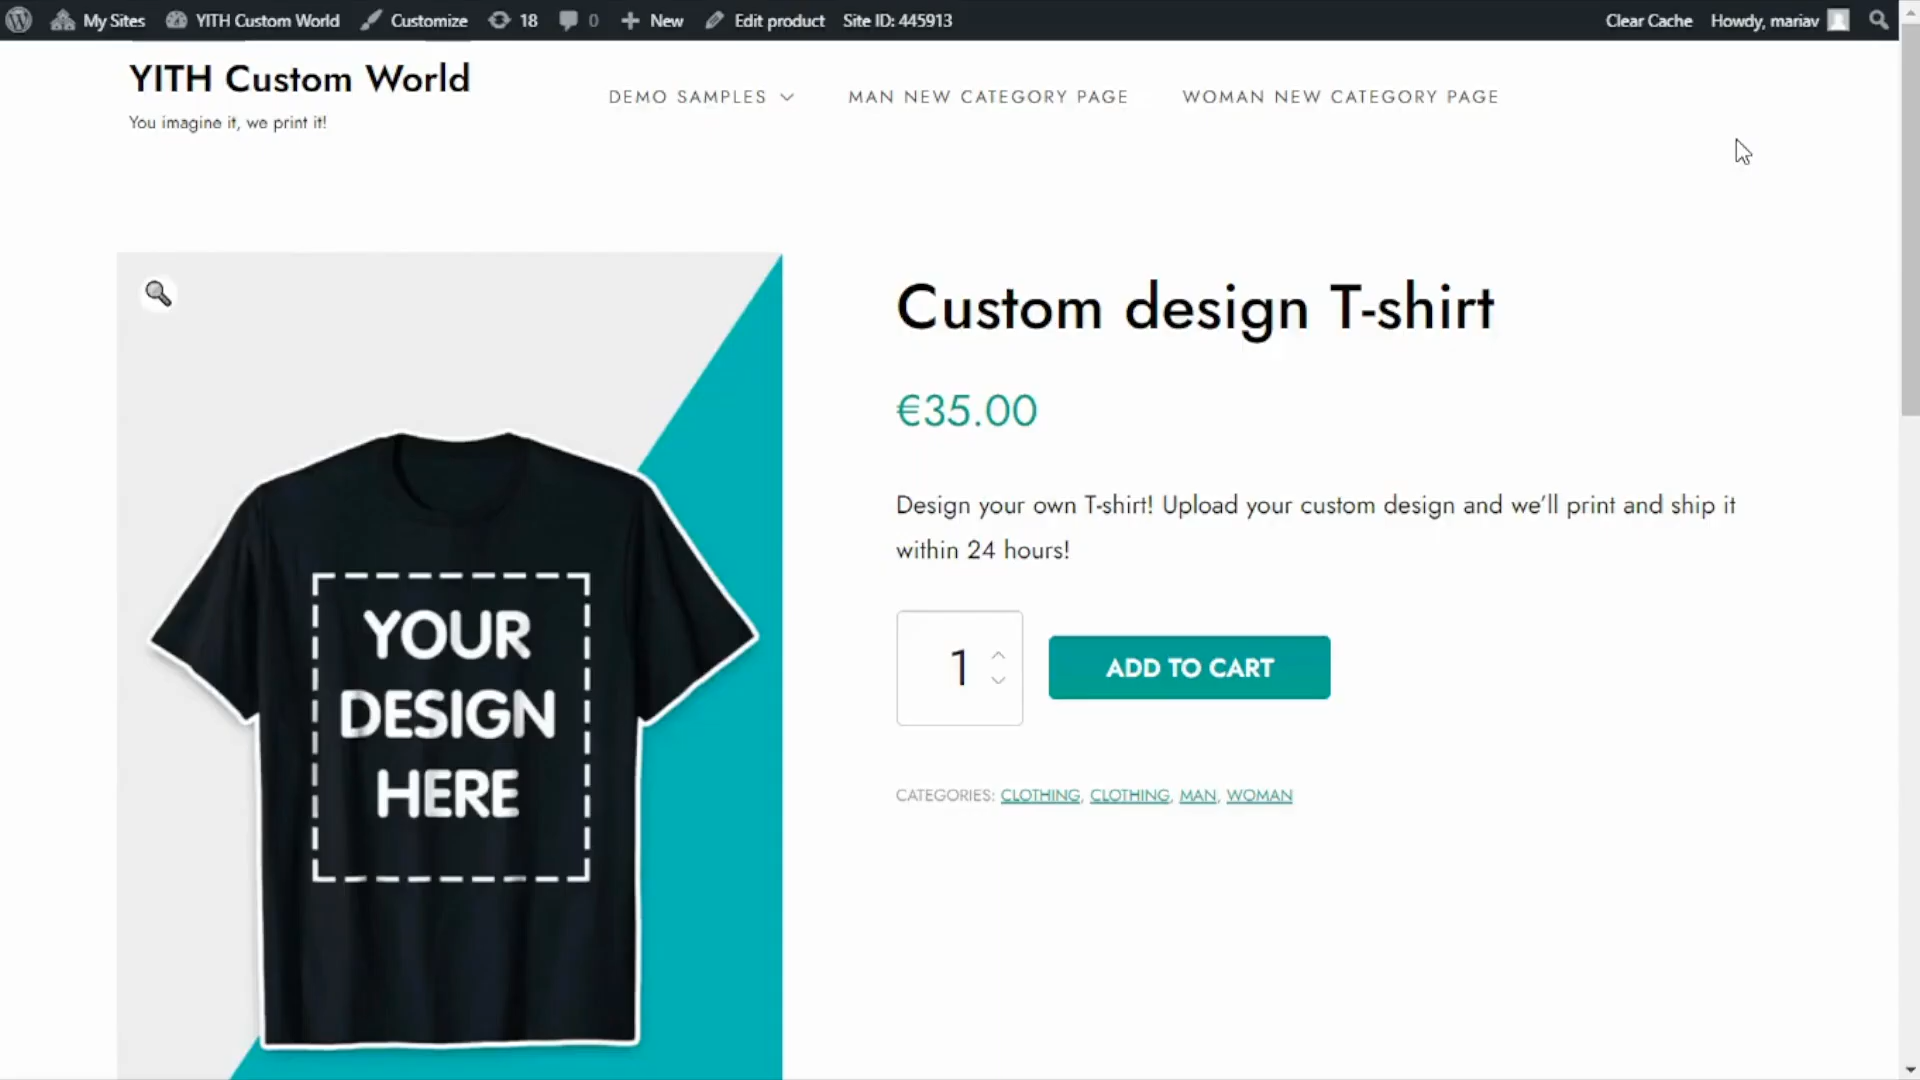 My Sites YITH Custom World Customize 18 0 New Edit product Site ID: 445913 Clear Cache Howdy, mariav
YITH Custom World
You imagine it, we print it!
DEMO SAMPLES MAN NEW CATEGORY PAGE WOMAN NEW CATEGORY PAGE
YOUR
DESIGN
HERE
Custom design T-shirt
€35.00
Design your own T-shirt! Upload your custom design and we’ll print and ship it
within 24 hours!
1 ADD TO CART
CATEGORIES: CLOTHING, CLOTHING, MAN, WOMAN